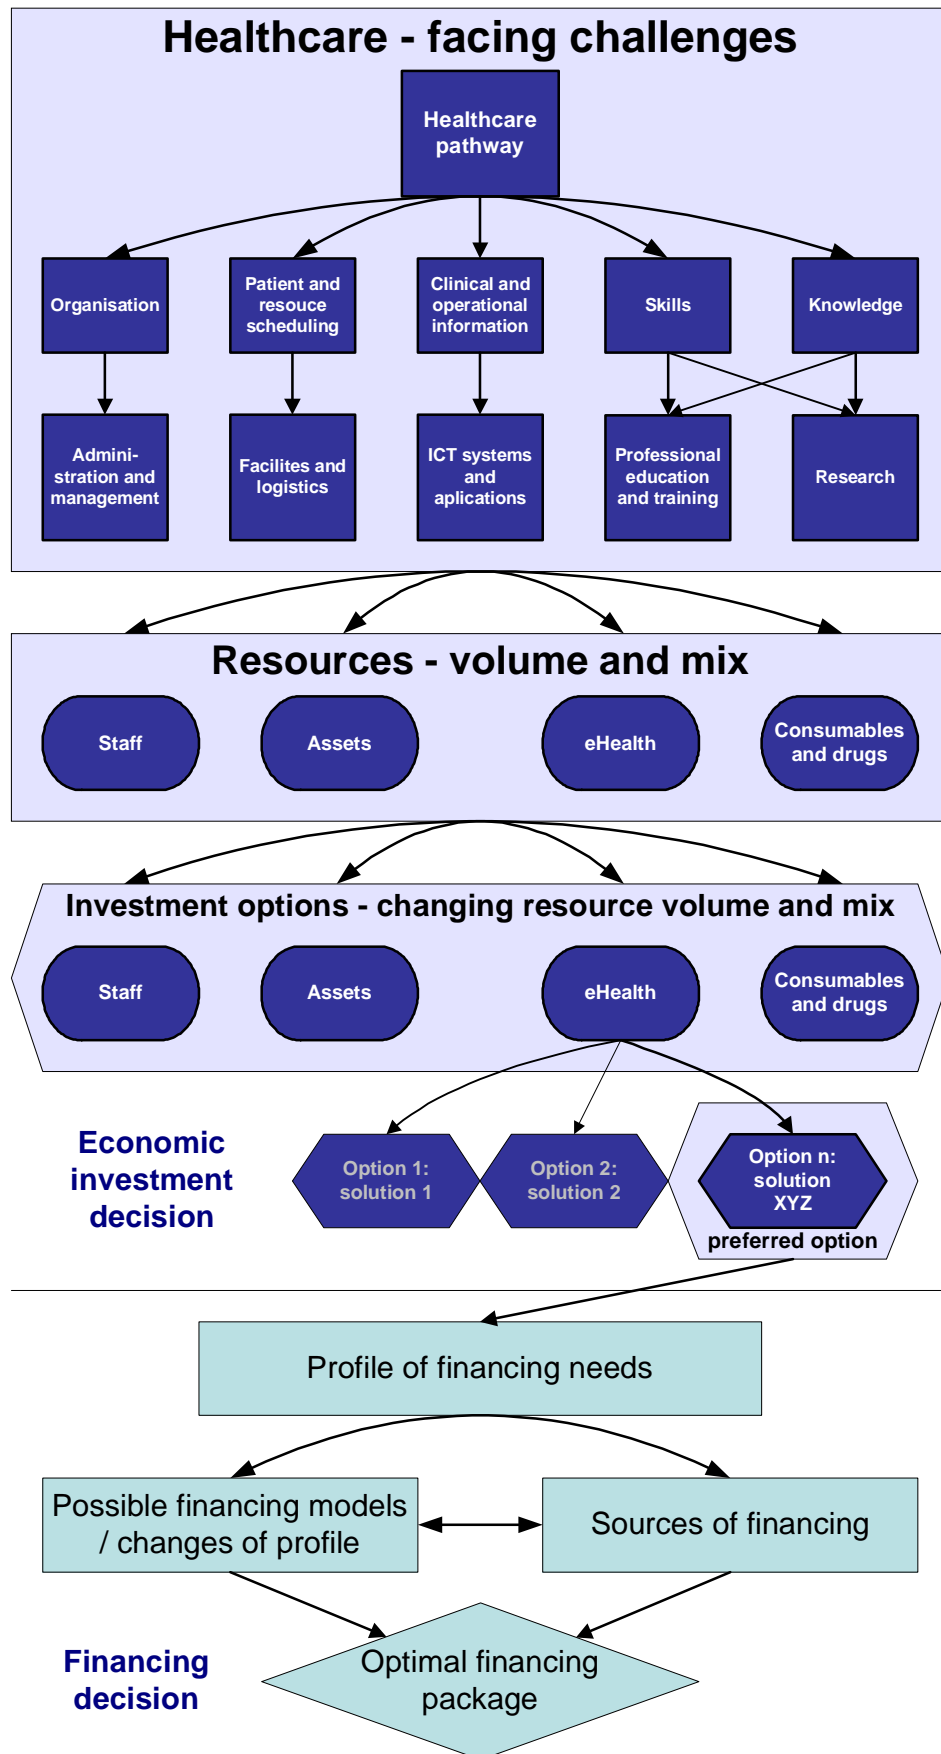 Healthcare - facing challenges
Healthcare
pathway
Organisation
Patient and
resouce
scheduling
Clinical and
operational
information
Skills
Knowledge
Admini-
stration and
management
Facilites and
logistics
ICT systems
and
aplications
Professional
education
and training
Research
Resources - volume and mix
Staff
Assets
eHealth
Consumables
and drugs
Investment options - changing resource volume and mix
Staff
Assets
eHealth
Consumables
and drugs
Economic
investment
decision
Option 1:
solution 1
Option 2:
solution 2
Option n:
solution
XYZ
preferred option
Profile of financing needs
Possible financing models
/ changes of profile
Sources of financing
Financing
decision
Optimal financing
package